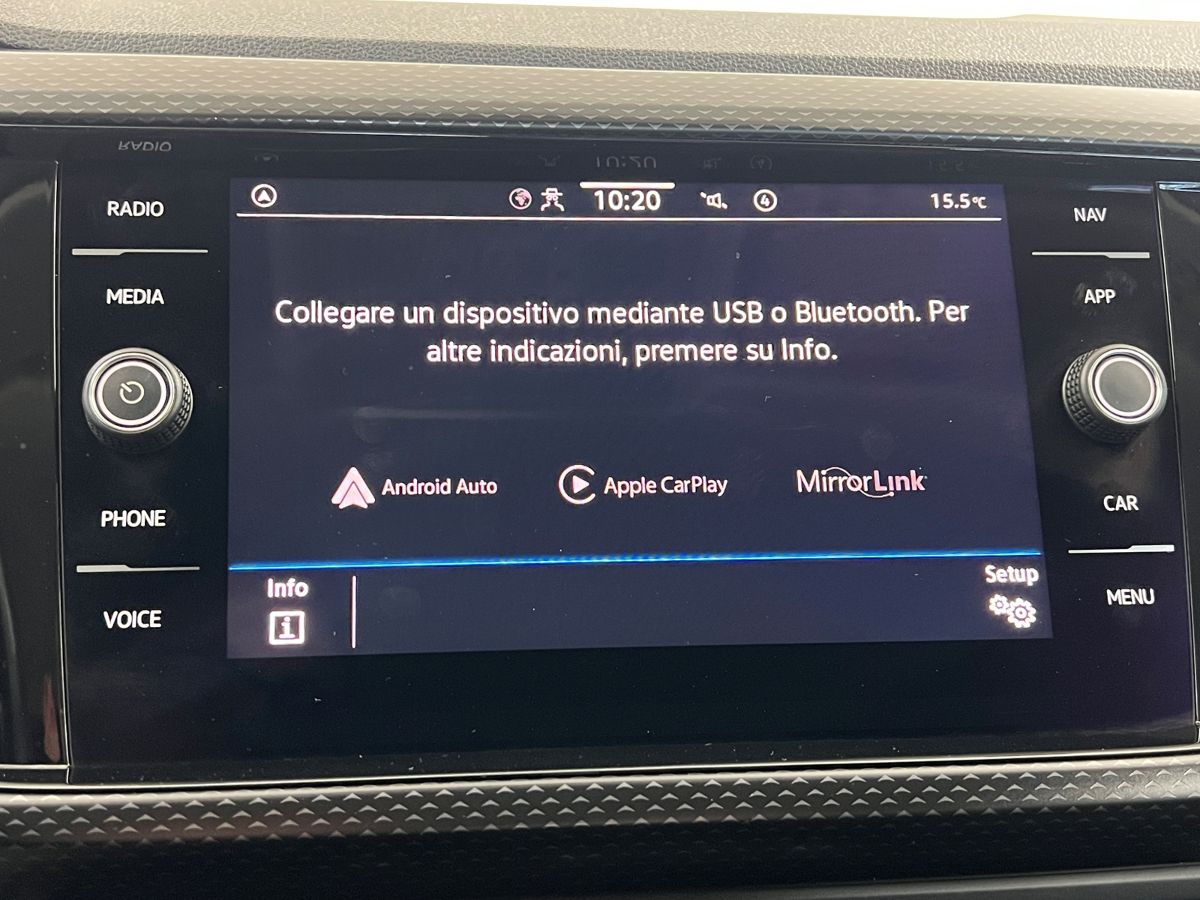 RADIO
MEDIA
PHONE
VOICE
10:20
4
15.5°C
Collegare un dispositivo mediante USB o Bluetooth. Per
altre indicazioni, premere su Info.
Android Auto
Apple CarPlay
MirrorLink
Info
i
Setup
NAV
APP
CAR
MENU